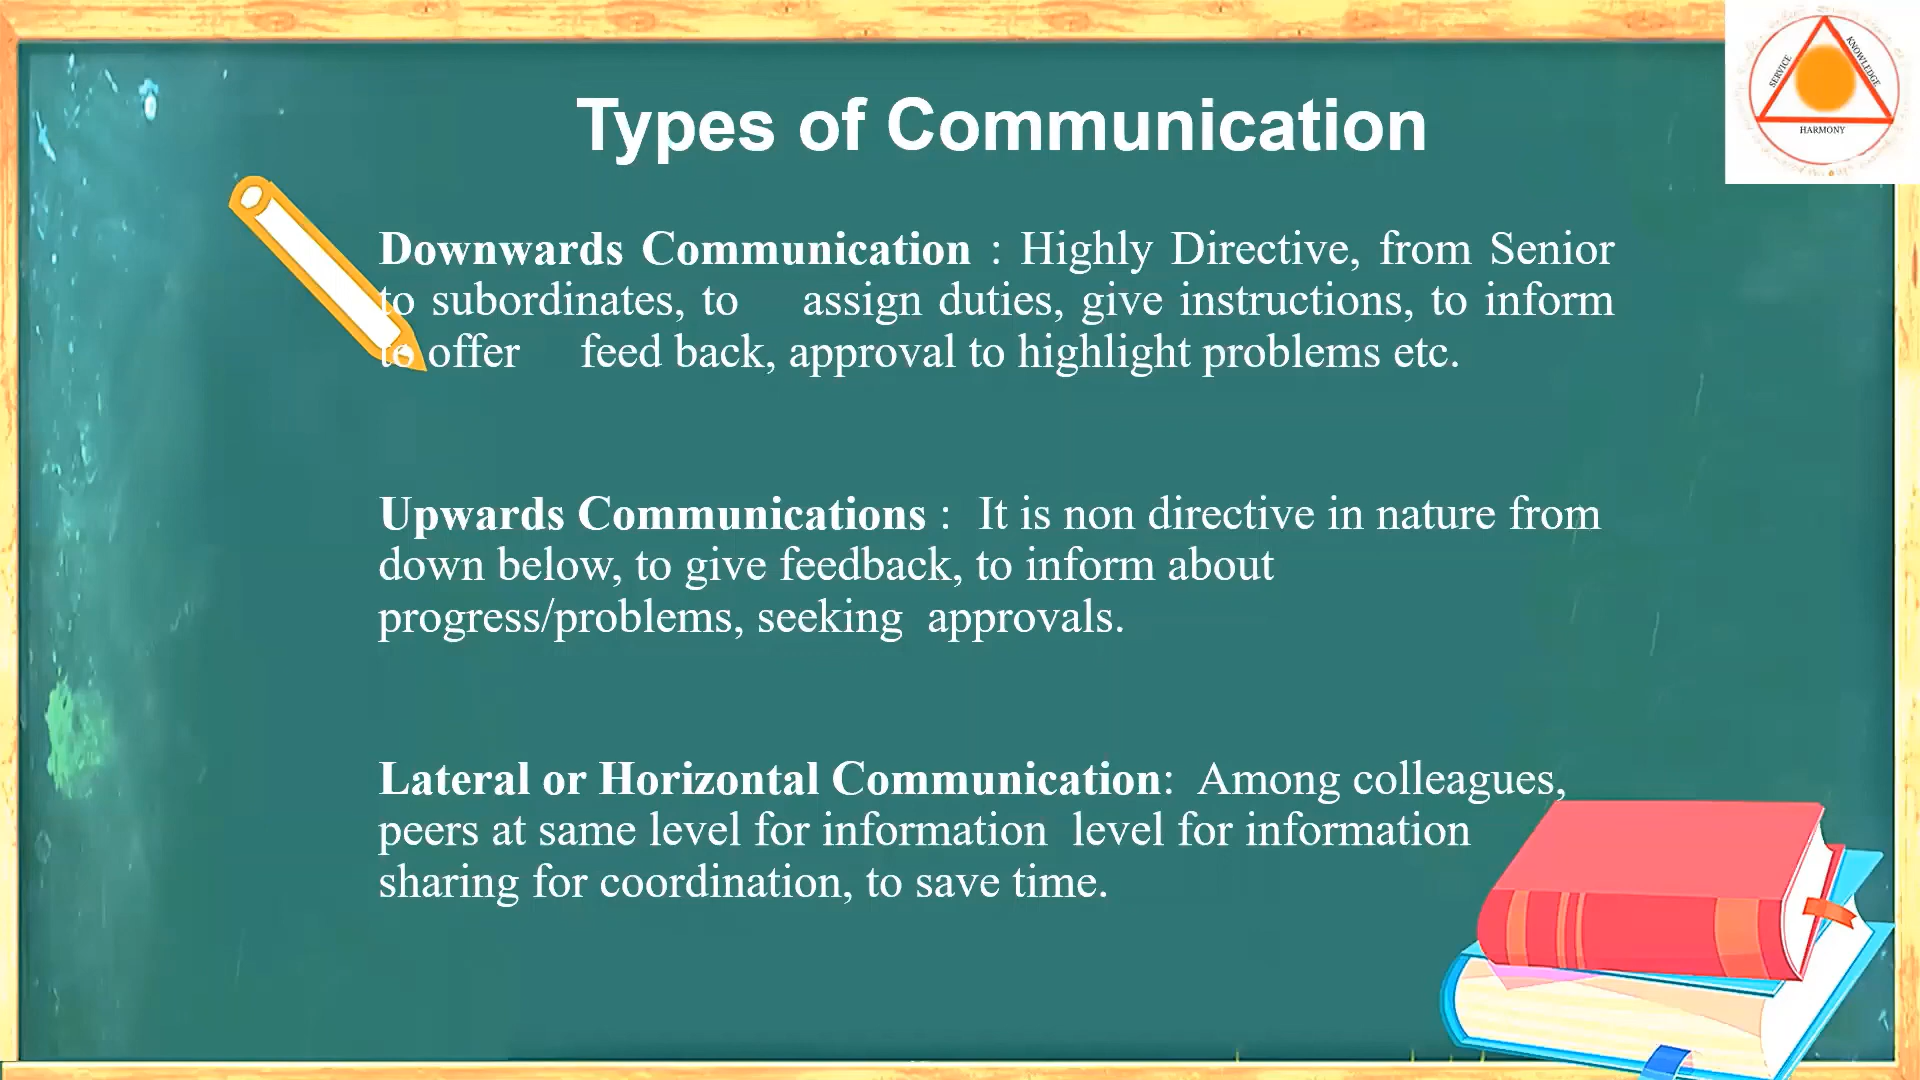 Types of Communication
SERVICE
KNOWLEDGE
HARMONY
Downwards Communication : Highly Directive, from Senior
to subordinates, to assign duties, give instructions, to inform
to offer feed back, approval to highlight problems etc.
Upwards Communications : It is non directive in nature from
down below, to give feedback, to inform about
progress/problems, seeking approvals.
Lateral or Horizontal Communication: Among colleagues,
peers at same level for information level for information
sharing for coordination, to save time.